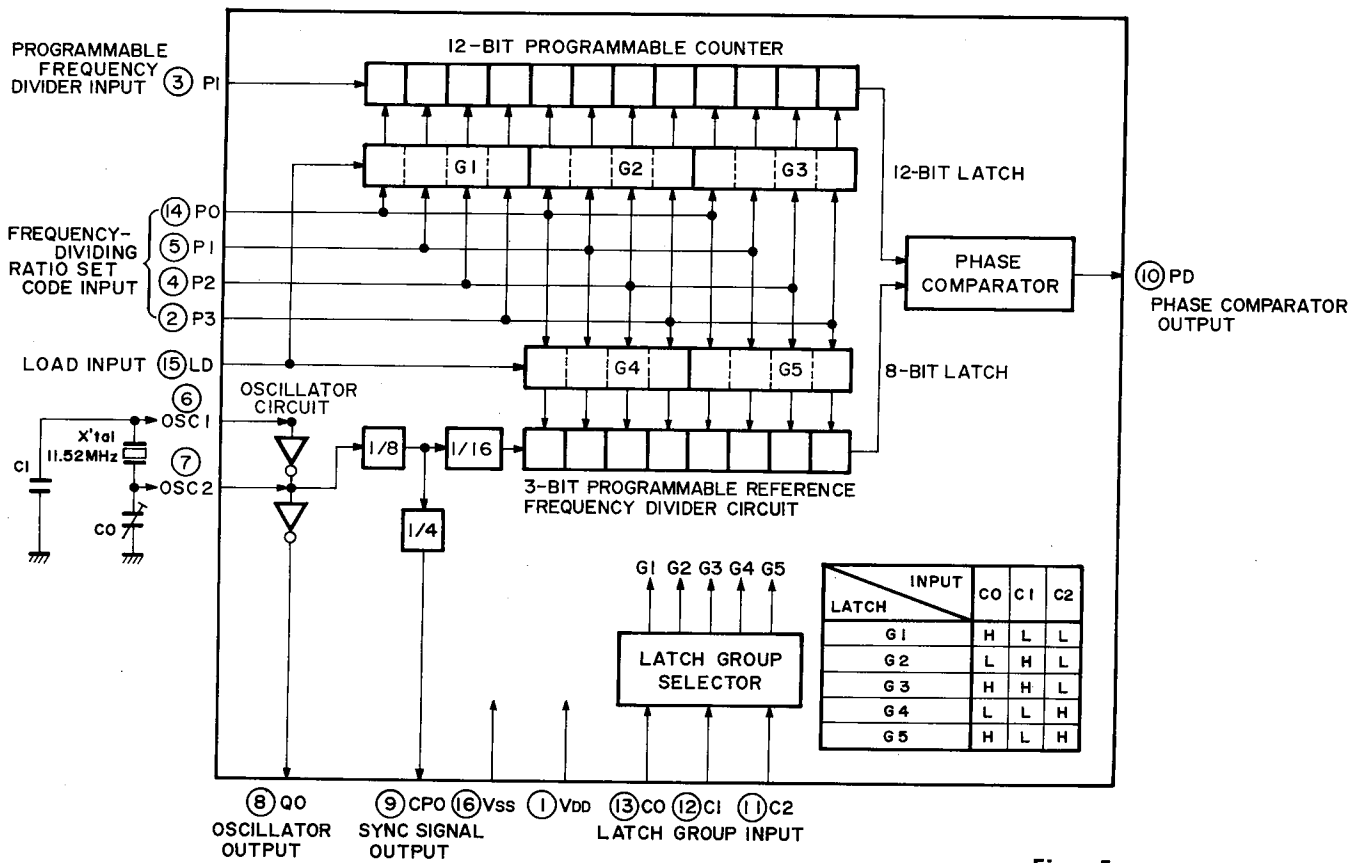 12-BIT PROGRAMMABLE COUNTER
PROGRAMMABLE
FREQUENCY
DIVIDER INPUT
3 PI
G1 G2 G3
12-BIT LATCH
FREQUENCY-
DIVIDING
RATIO SET
CODE INPUT
14 P0
5 P1
4 P2
2 P3
PHASE
COMPARATOR
10 PD
PHASE COMPARATOR
OUTPUT
LOAD INPUT 15 LD
G4 G5
8-BIT LATCH
6
OSC1
OSCILLATOR
CIRCUIT
X'tal
11.52MHz
C1
7
OSC2
CO
1/8
1/16
1/4
3-BIT PROGRAMMABLE REFERENCE
FREQUENCY DIVIDER CIRCUIT
G1 G2 G3 G4 G5
LATCH GROUP
SELECTOR
INPUT
LATCH
C0 C1 C2
G1 H L L
G2 L H L
G3 H H L
G4 L L H
G5 H L H
8 QO
OSCILLATOR
OUTPUT
9 CPO
SYNC SIGNAL
OUTPUT
16 VSS
1 VDD
13 C0 12 C1 11 C2
LATCH GROUP INPUT